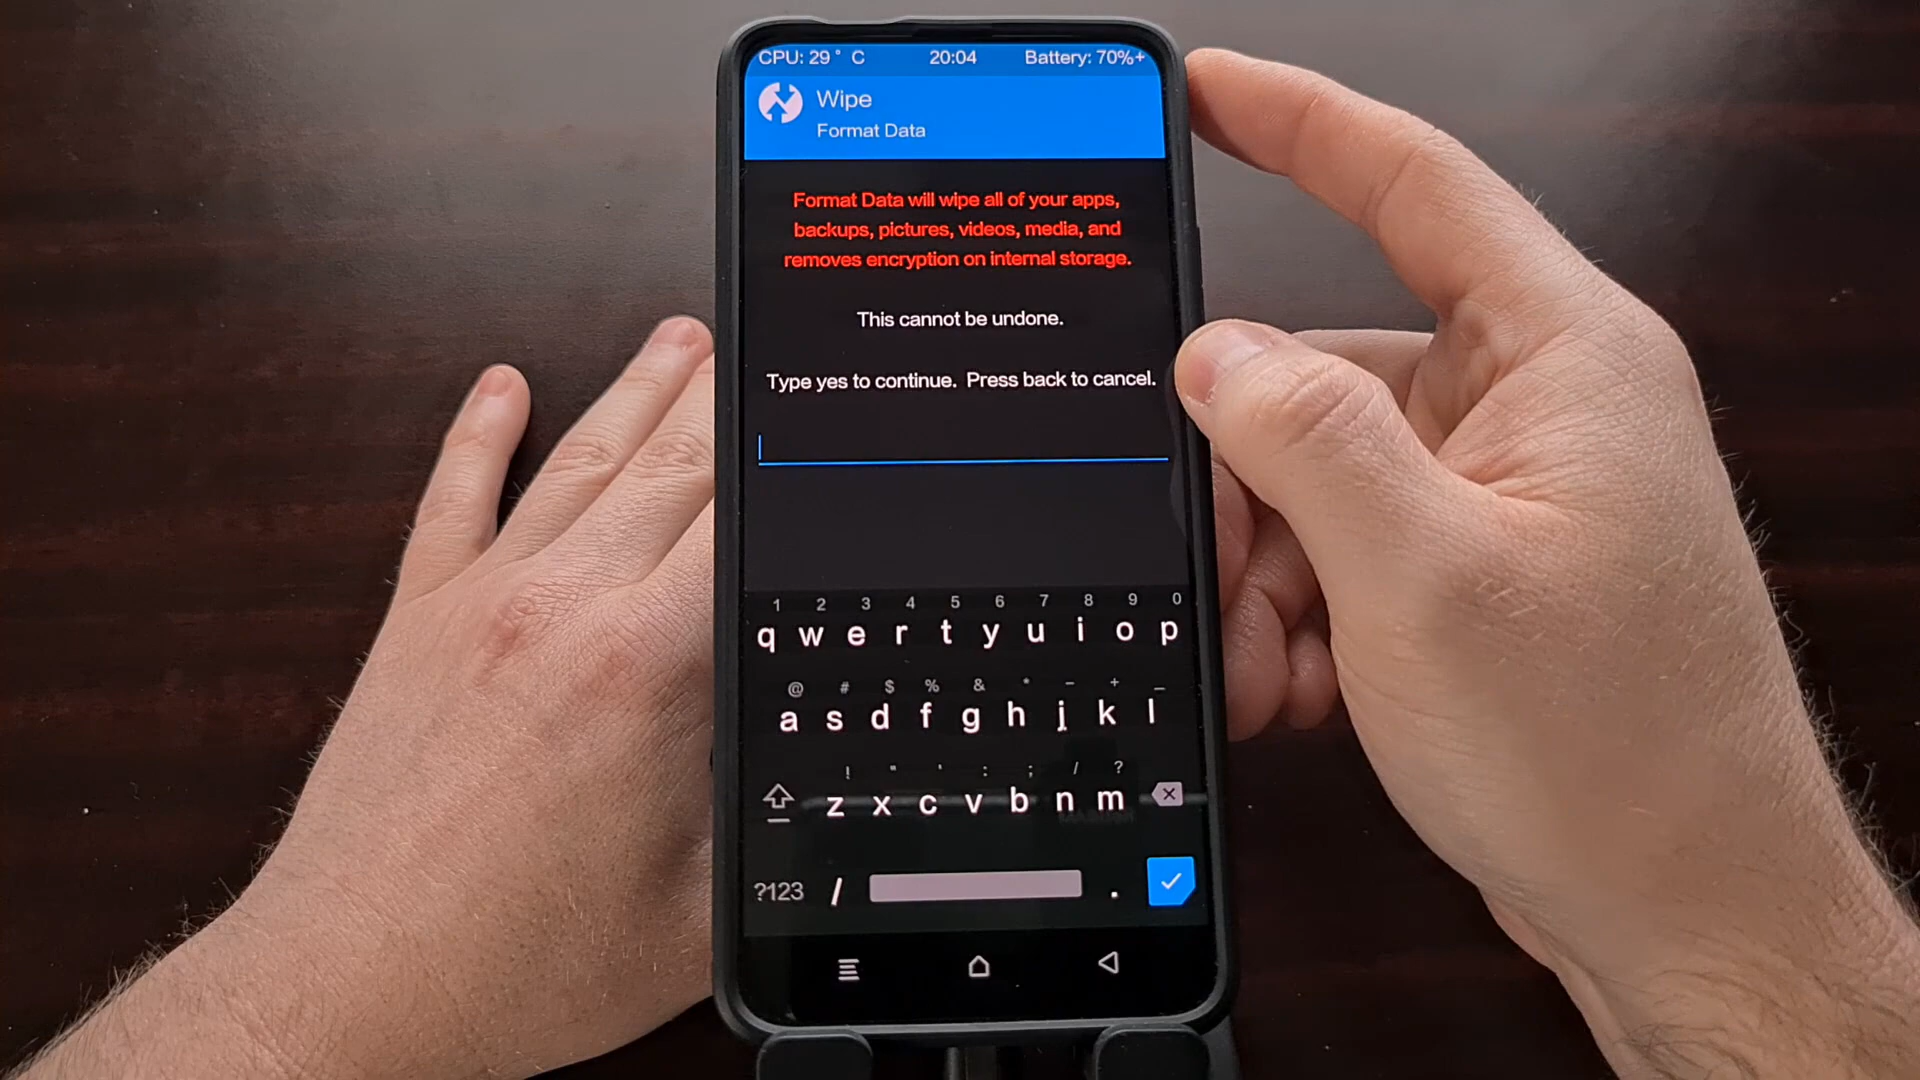 CPU: 29° C 20:04 Battery: 70%+
Wipe
Format Data
Format Data will wipe all of your apps,
backups, pictures, videos, media, and
removes encryption on internal storage.
This cannot be undone.
Type yes to continue. Press back to cancel.
1 2 3 4 5 6 7 8 9 0
q w e r t y u i o p
@ # $ % & * - + _
a s d f g h j k l
! " ' : ; / ?
z x c v b n m
?123 / .